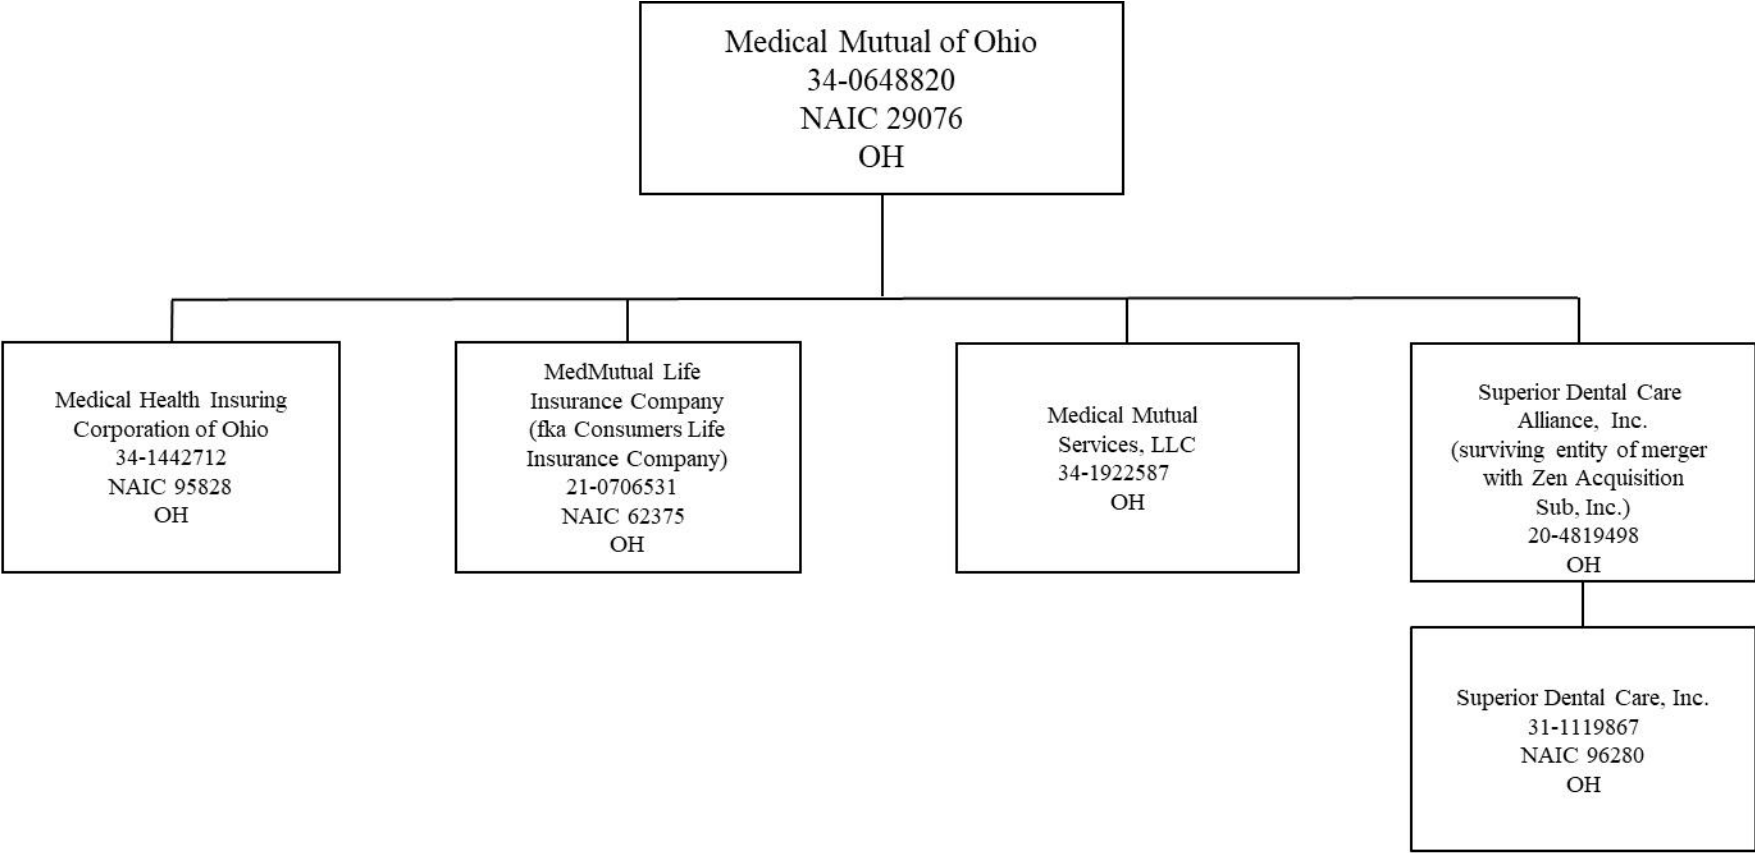 Medical Mutual of Ohio
34-0648820
NAIC 29076
OH
Medical Health Insuring
Corporation of Ohio
34-1442712
NAIC 95828
OH
MedMutual Life
Insurance Company
(fka Consumers Life
Insurance Company)
21-0706531
NAIC 62375
OH
Medical Mutual
Services, LLC
34-1922587
OH
Superior Dental Care
Alliance, Inc.
(surviving entity of merger
with Zen Acquisition
Sub, Inc.)
20-4819498
OH
Superior Dental Care, Inc.
31-1119867
NAIC 96280
OH